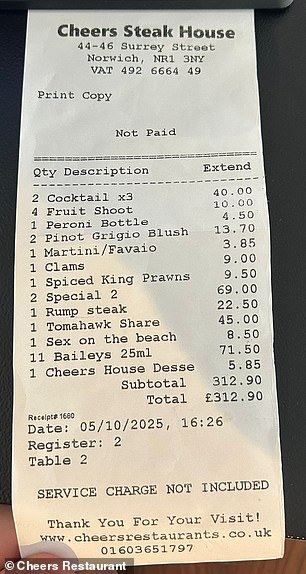 Cheers Steak House
44-46 Surrey Street
Norwich, NR1 3NY
VAT 492 6664 49
Print Copy
Not Paid
Qty Description Extend
2 Cocktail x3 40.00
4 Fruit Shoot 10.00
1 Peroni Bottle 4.50
2 Pinot Grigio Blush 13.70
1 Martini/Favaio 3.85
1 Clams 9.00
1 Spiced King Prawns 9.50
2 Special 2 69.00
1 Rump steak 22.50
1 Tomahawk Share 45.00
1 Sex on the beach 8.50
11 Baileys 25ml 71.50
1 Cheers House Desse 5.85
Subtotal 312.90
Total £312.90
Receipt# 1660
Date: 05/10/2025, 16:26
Register: 2
Table 2
SERVICE CHARGE NOT INCLUDED
Thank You For Your Visit!
www.cheersrestaurants.co.uk
01603651797
© Cheers Restaurant